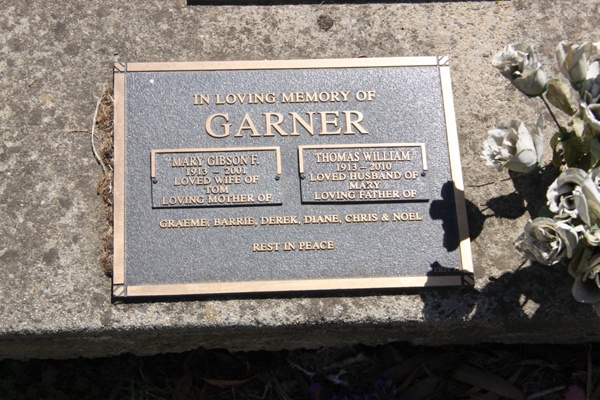 IN LOVING MEMORY OF
GARNER
MARY GIBSON F.
1913 – 2001
LOVED WIFE OF
TOM
LOVING MOTHER OF
THOMAS WILLIAM
1913 – 2010
LOVED HUSBAND OF
MARY
LOVING FATHER OF
GRAEME, BARRIE, DEREK, DIANE, CHRIS & NOEL
REST IN PEACE